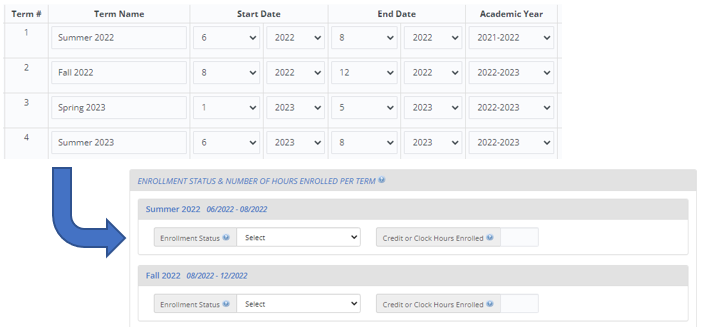 Term # Term Name Start Date End Date Academic Year
1 Summer 2022 6 2022 8 2022 2021-2022
2 Fall 2022 8 2022 12 2022 2022-2023
3 Spring 2023 1 2023 5 2023 2022-2023
4 Summer 2023 6 2023 8 2023 2022-2023
ENROLLMENT STATUS & NUMBER OF HOURS ENROLLED PER TERM
Summer 2022 06/2022 - 08/2022
Enrollment Status Select Credit or Clock Hours Enrolled
Fall 2022 08/2022 - 12/2022
Enrollment Status Select Credit or Clock Hours Enrolled